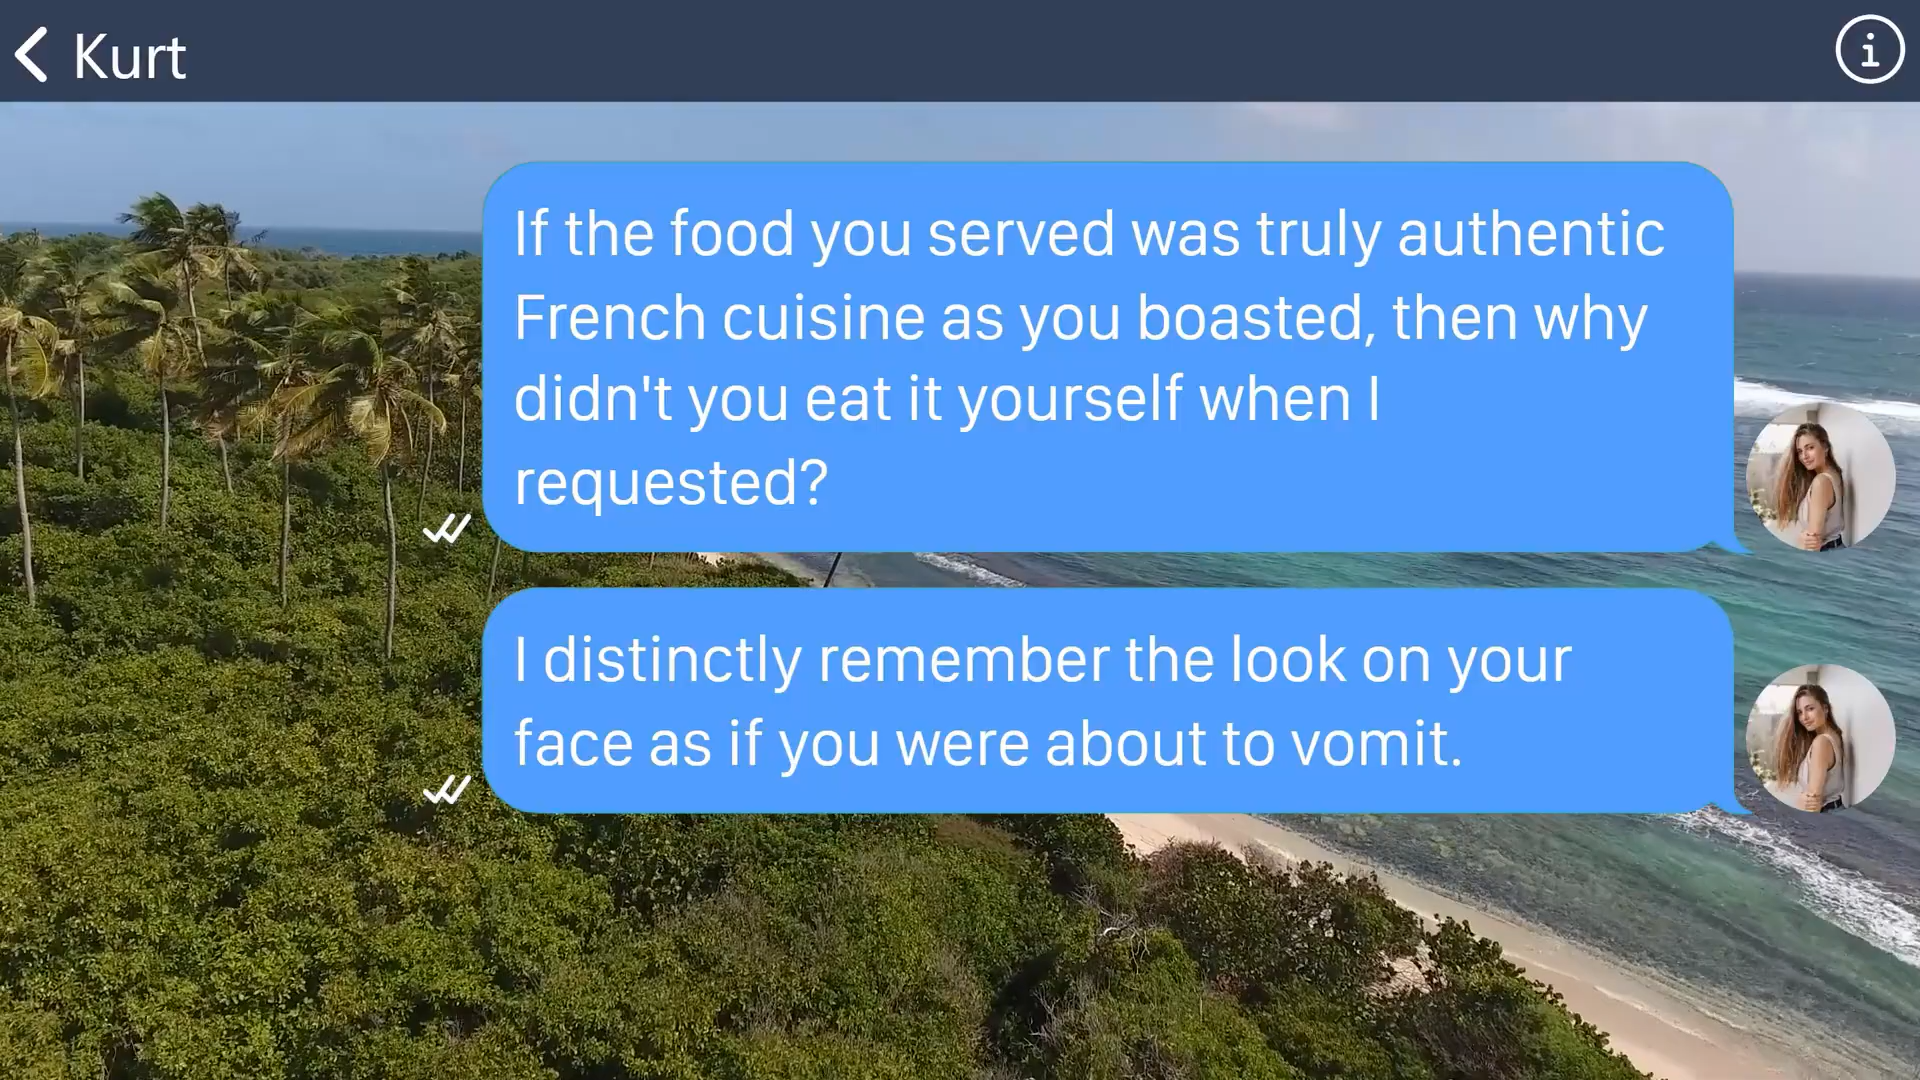 Kurt
If the food you served was truly authentic
French cuisine as you boasted, then why
didn't you eat it yourself when I
requested?
I distinctly remember the look on your
face as if you were about to vomit.